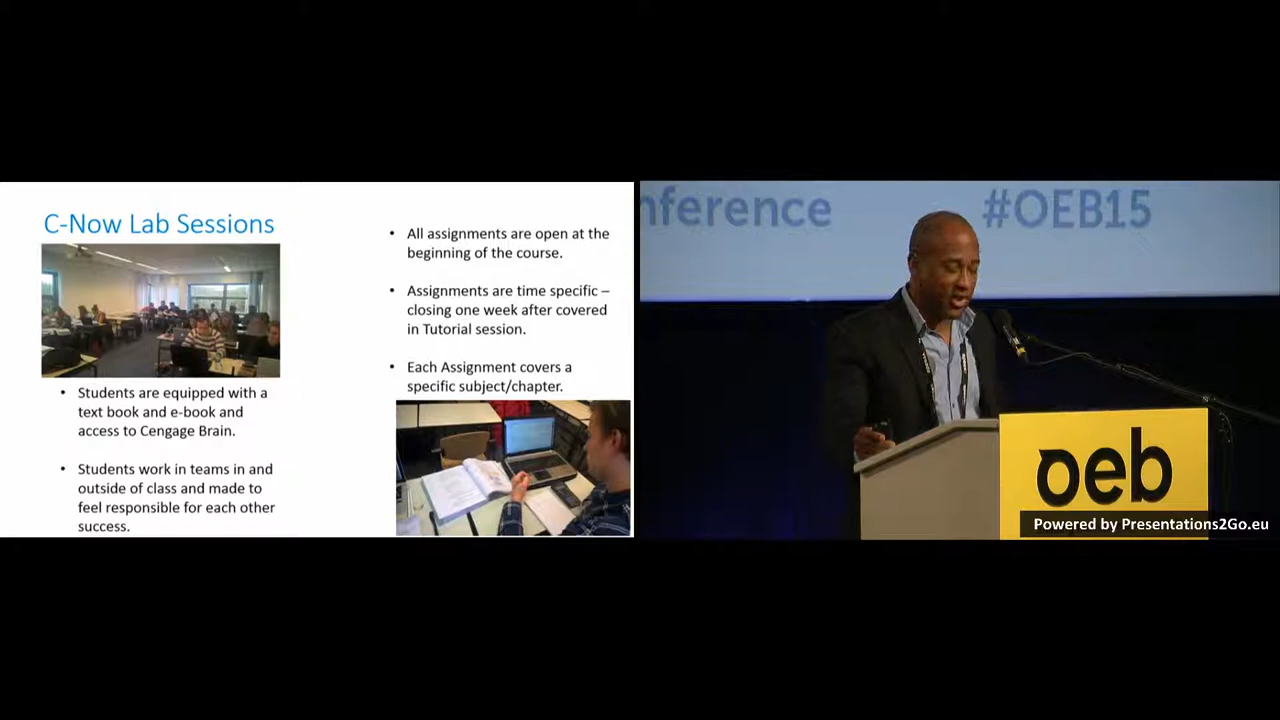 C-Now Lab Sessions
• Students are equipped with a
text book and e-book and
access to Cengage Brain.
• Students work in teams in and
outside of class and made to
feel responsible for each other
success.
• All assignments are open at the
beginning of the course.
• Assignments are time specific –
closing one week after covered
in Tutorial session.
• Each Assignment covers a
specific subject/chapter.
nference #OEB15
oeb
Powered by Presentations2Go.eu